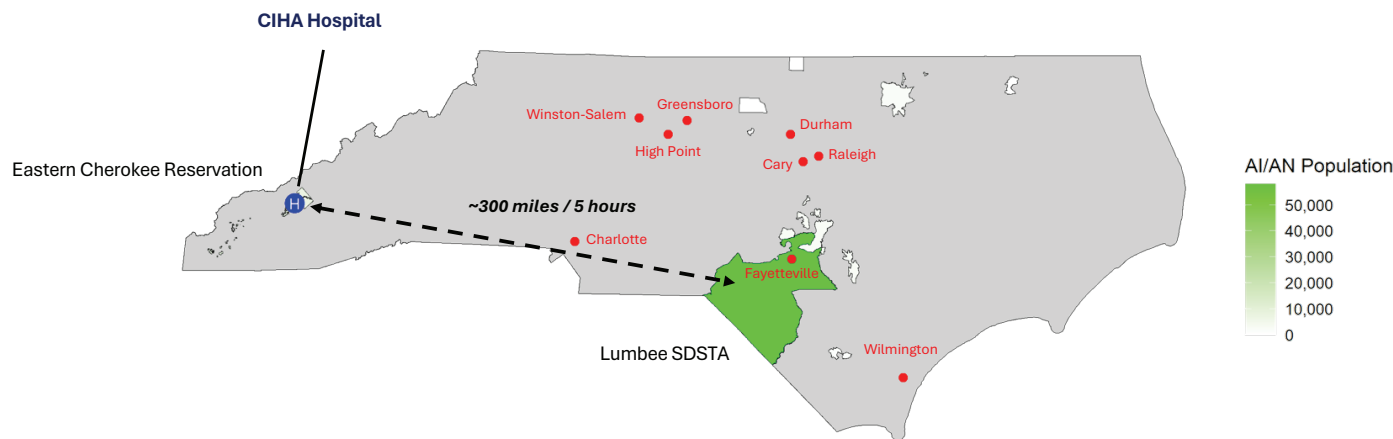 CIHA Hospital
Winston-Salem
Greensboro
High Point
Durham
Cary
Raleigh
Eastern Cherokee Reservation
H
~300 miles / 5 hours
Charlotte
Fayetteville
Lumbee SDSTA
Wilmington
AI/AN Population
50,000
40,000
30,000
20,000
10,000
0